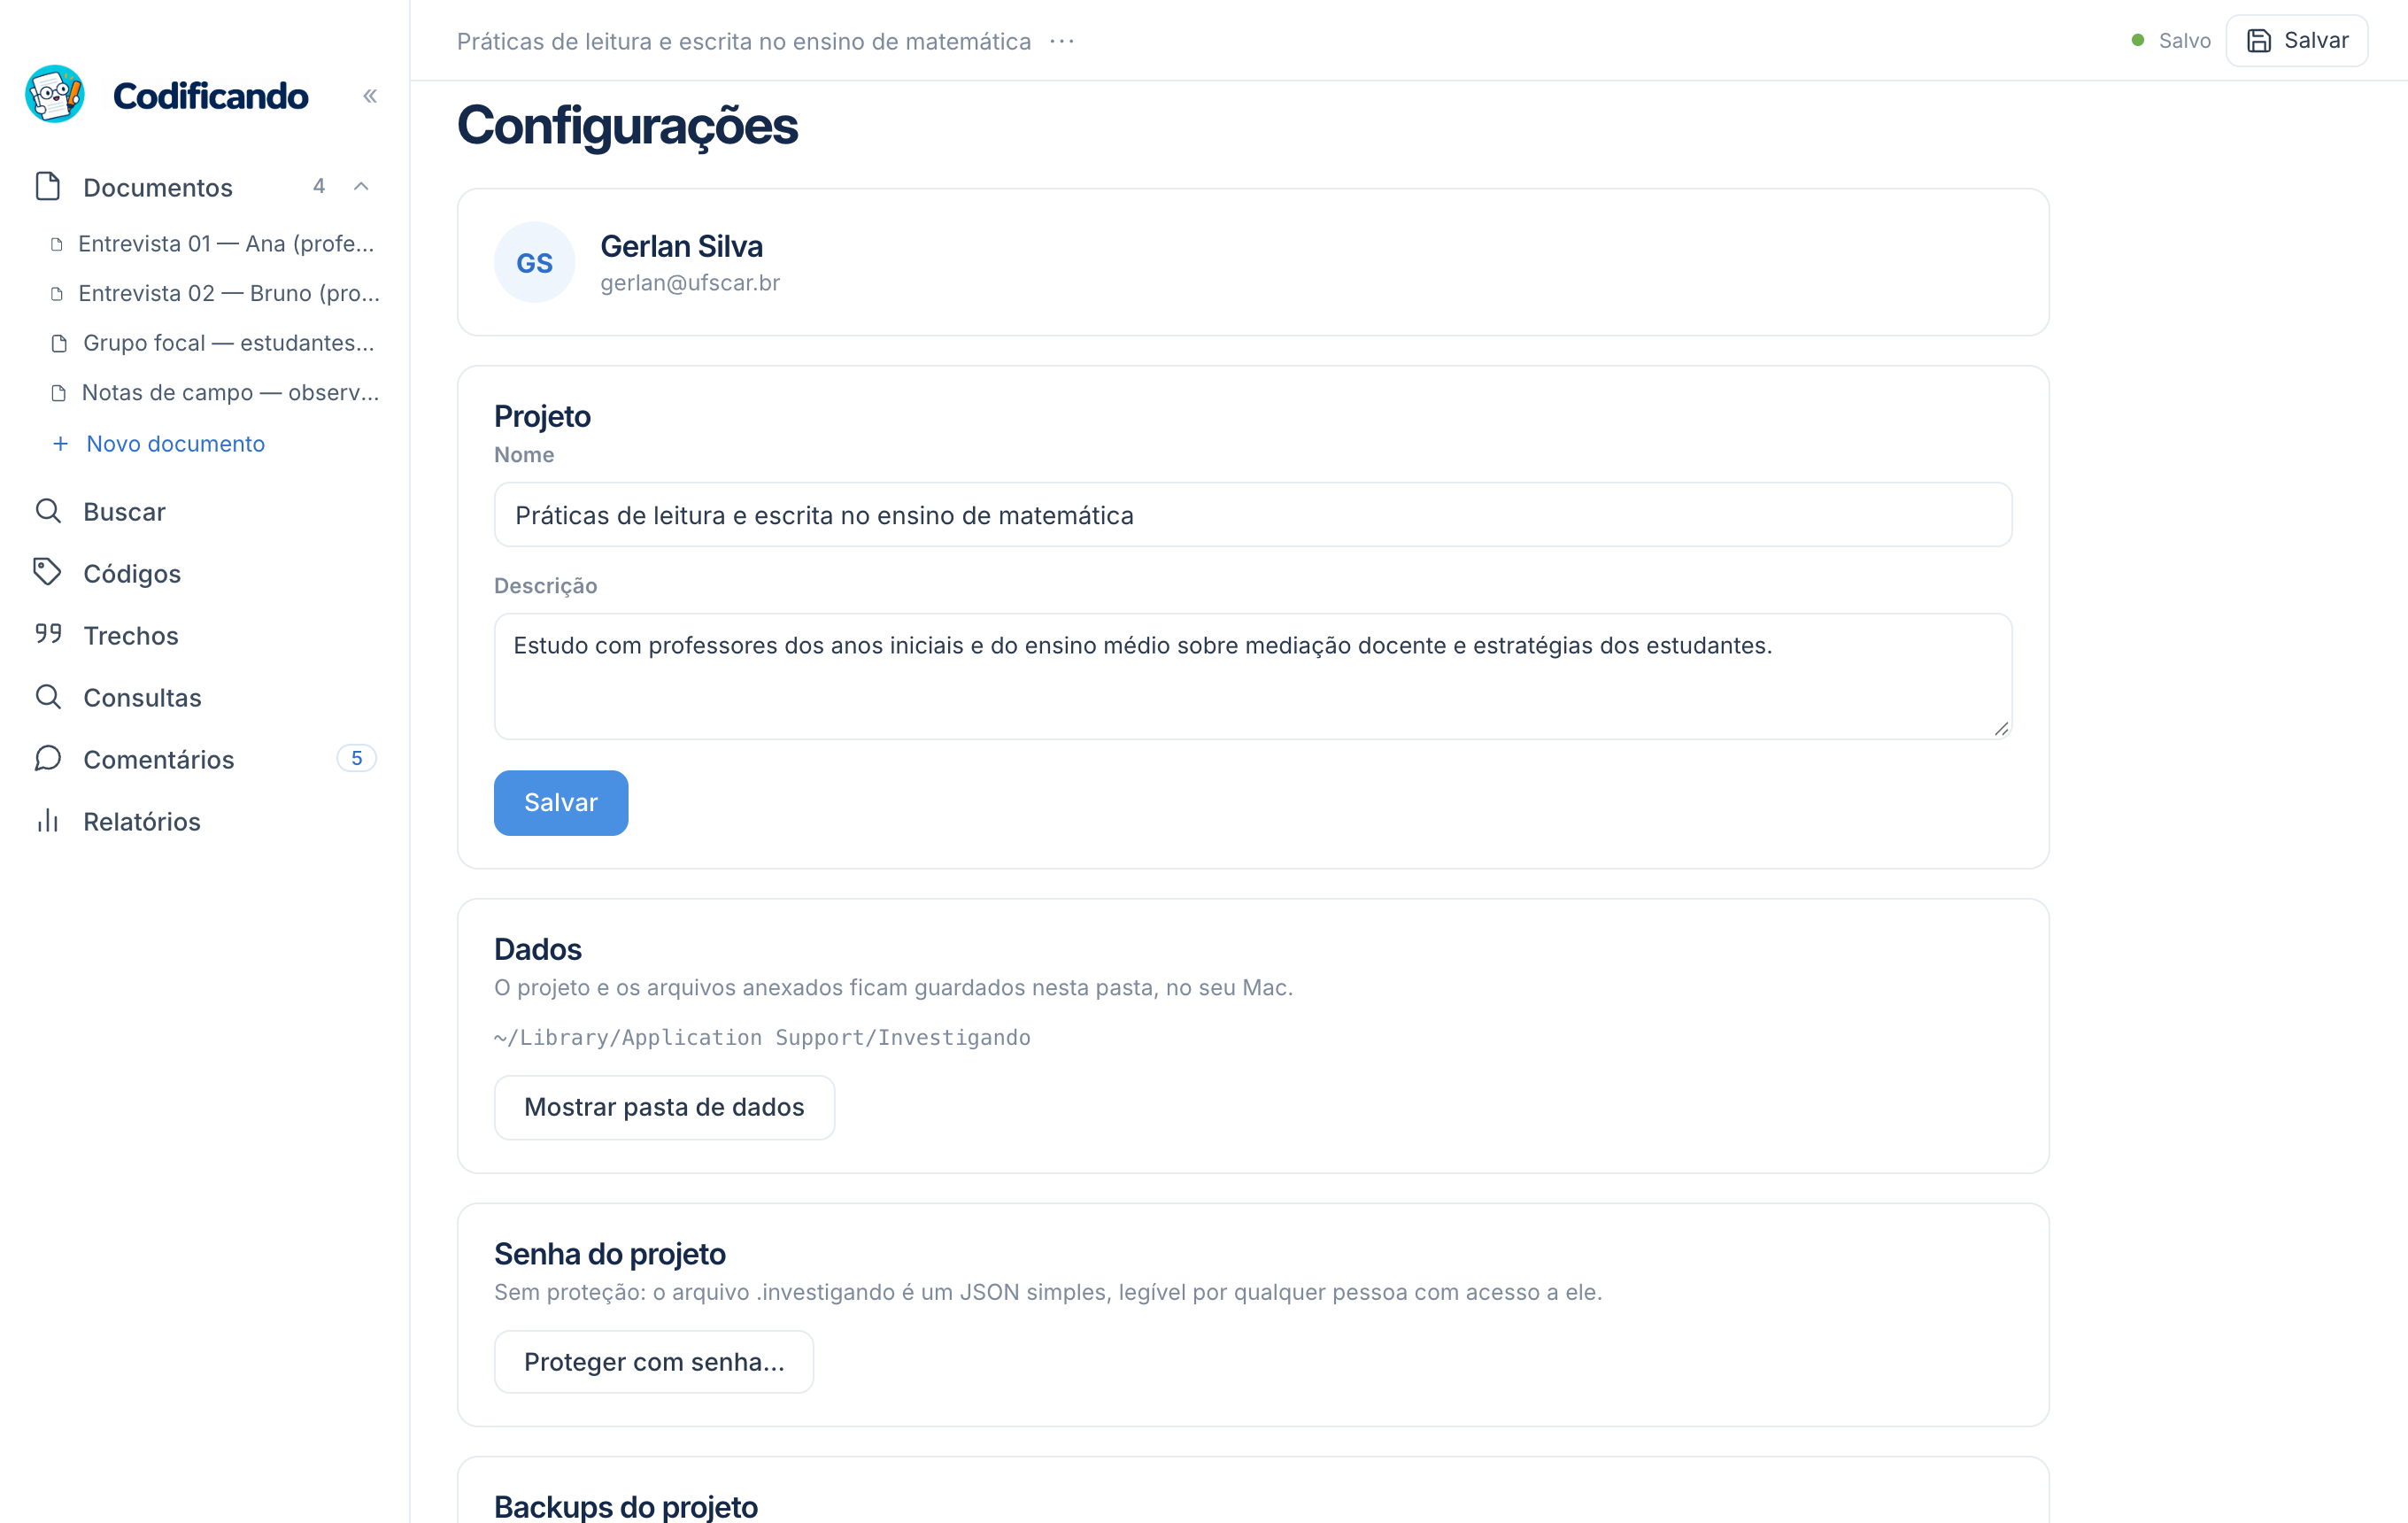 Codificando
Documentos 4
Entrevista 01 — Ana (profe...
Entrevista 02 — Bruno (pro...
Grupo focal — estudantes...
Notas de campo — observ...
+ Novo documento
Buscar
Códigos
Trechos
Consultas
Comentários 5
Relatórios
Práticas de leitura e escrita no ensino de matemática ···
Salvo
Salvar
Configurações
GS
Gerlan Silva
gerlan@ufscar.br
Projeto
Nome
Práticas de leitura e escrita no ensino de matemática
Descrição
Estudo com professores dos anos iniciais e do ensino médio sobre mediação docente e estratégias dos estudantes.
Salvar
Dados
O projeto e os arquivos anexados ficam guardados nesta pasta, no seu Mac.
~/Library/Application Support/Investigando
Mostrar pasta de dados
Senha do projeto
Sem proteção: o arquivo .investigando é um JSON simples, legível por qualquer pessoa com acesso a ele.
Proteger com senha...
Backups do projeto